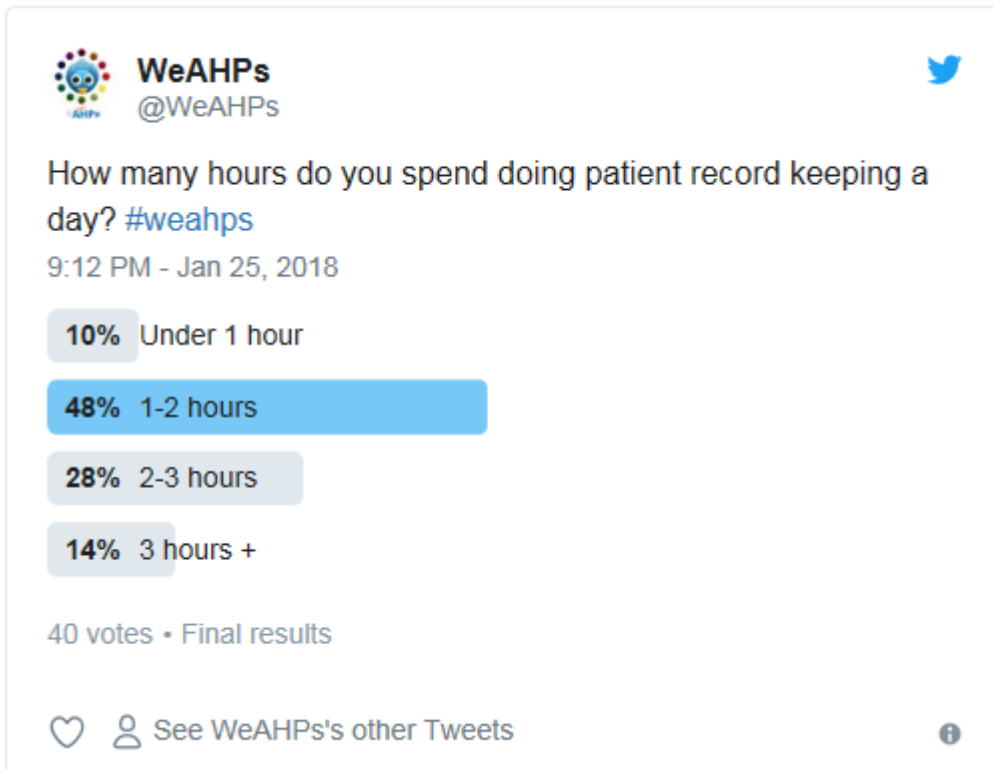 WeAHPs
@WeAHPs
AHPs
How many hours do you spend doing patient record keeping a
day? #weahps
9:12 PM - Jan 25, 2018
10% Under 1 hour
48% 1-2 hours
28% 2-3 hours
14% 3 hours +
40 votes • Final results
See WeAHPs's other Tweets